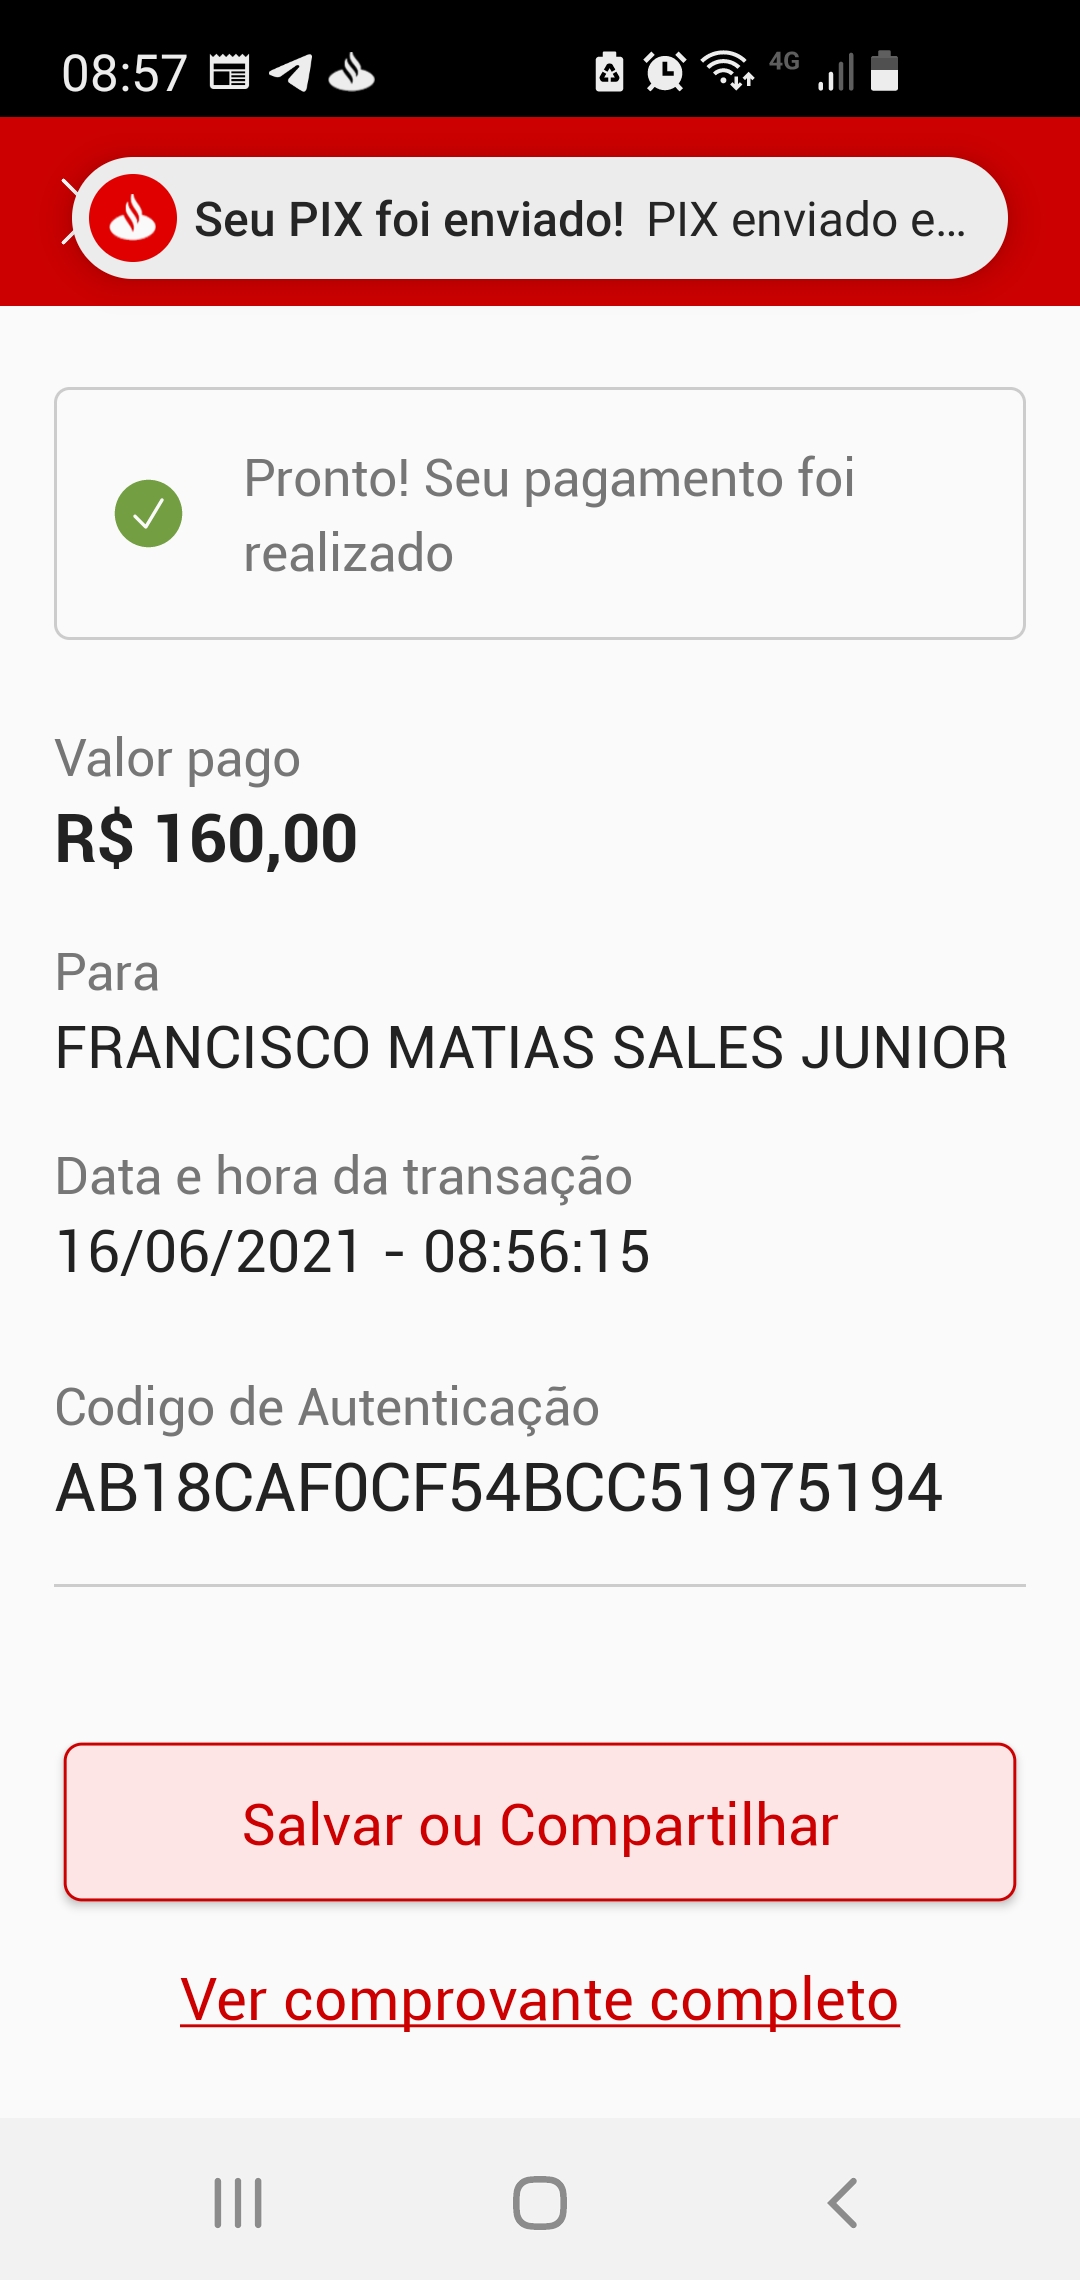 08:57
4G
Seu PIX foi enviado! PIX enviado e...
Pronto! Seu pagamento foi
realizado
Valor pago
R$ 160,00
Para
FRANCISCO MATIAS SALES JUNIOR
Data e hora da transação
16/06/2021 - 08:56:15
Codigo de Autenticação
AB18CAF0CF54BCC51975194
Salvar ou Compartilhar
Ver comprovante completo